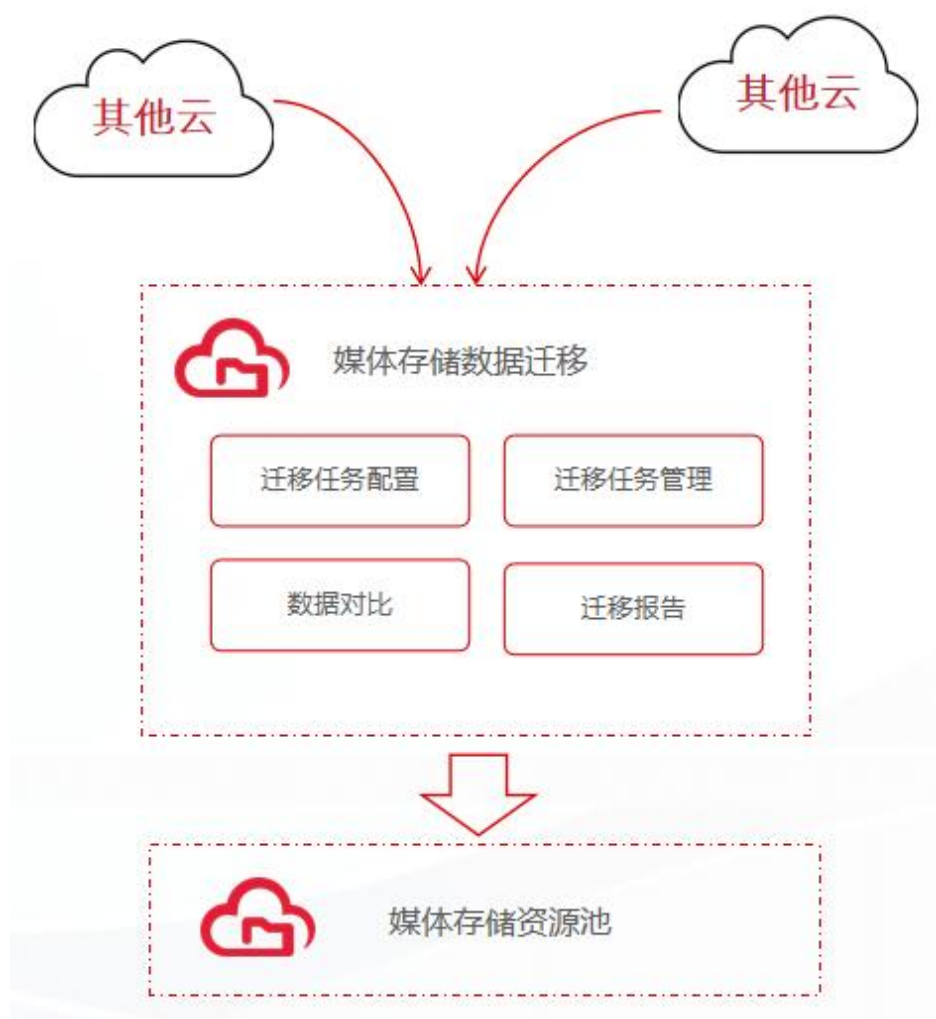 其他云
其他云
媒体存储数据迁移
迁移任务配置
迁移任务管理
数据对比
迁移报告
媒体存储资源池